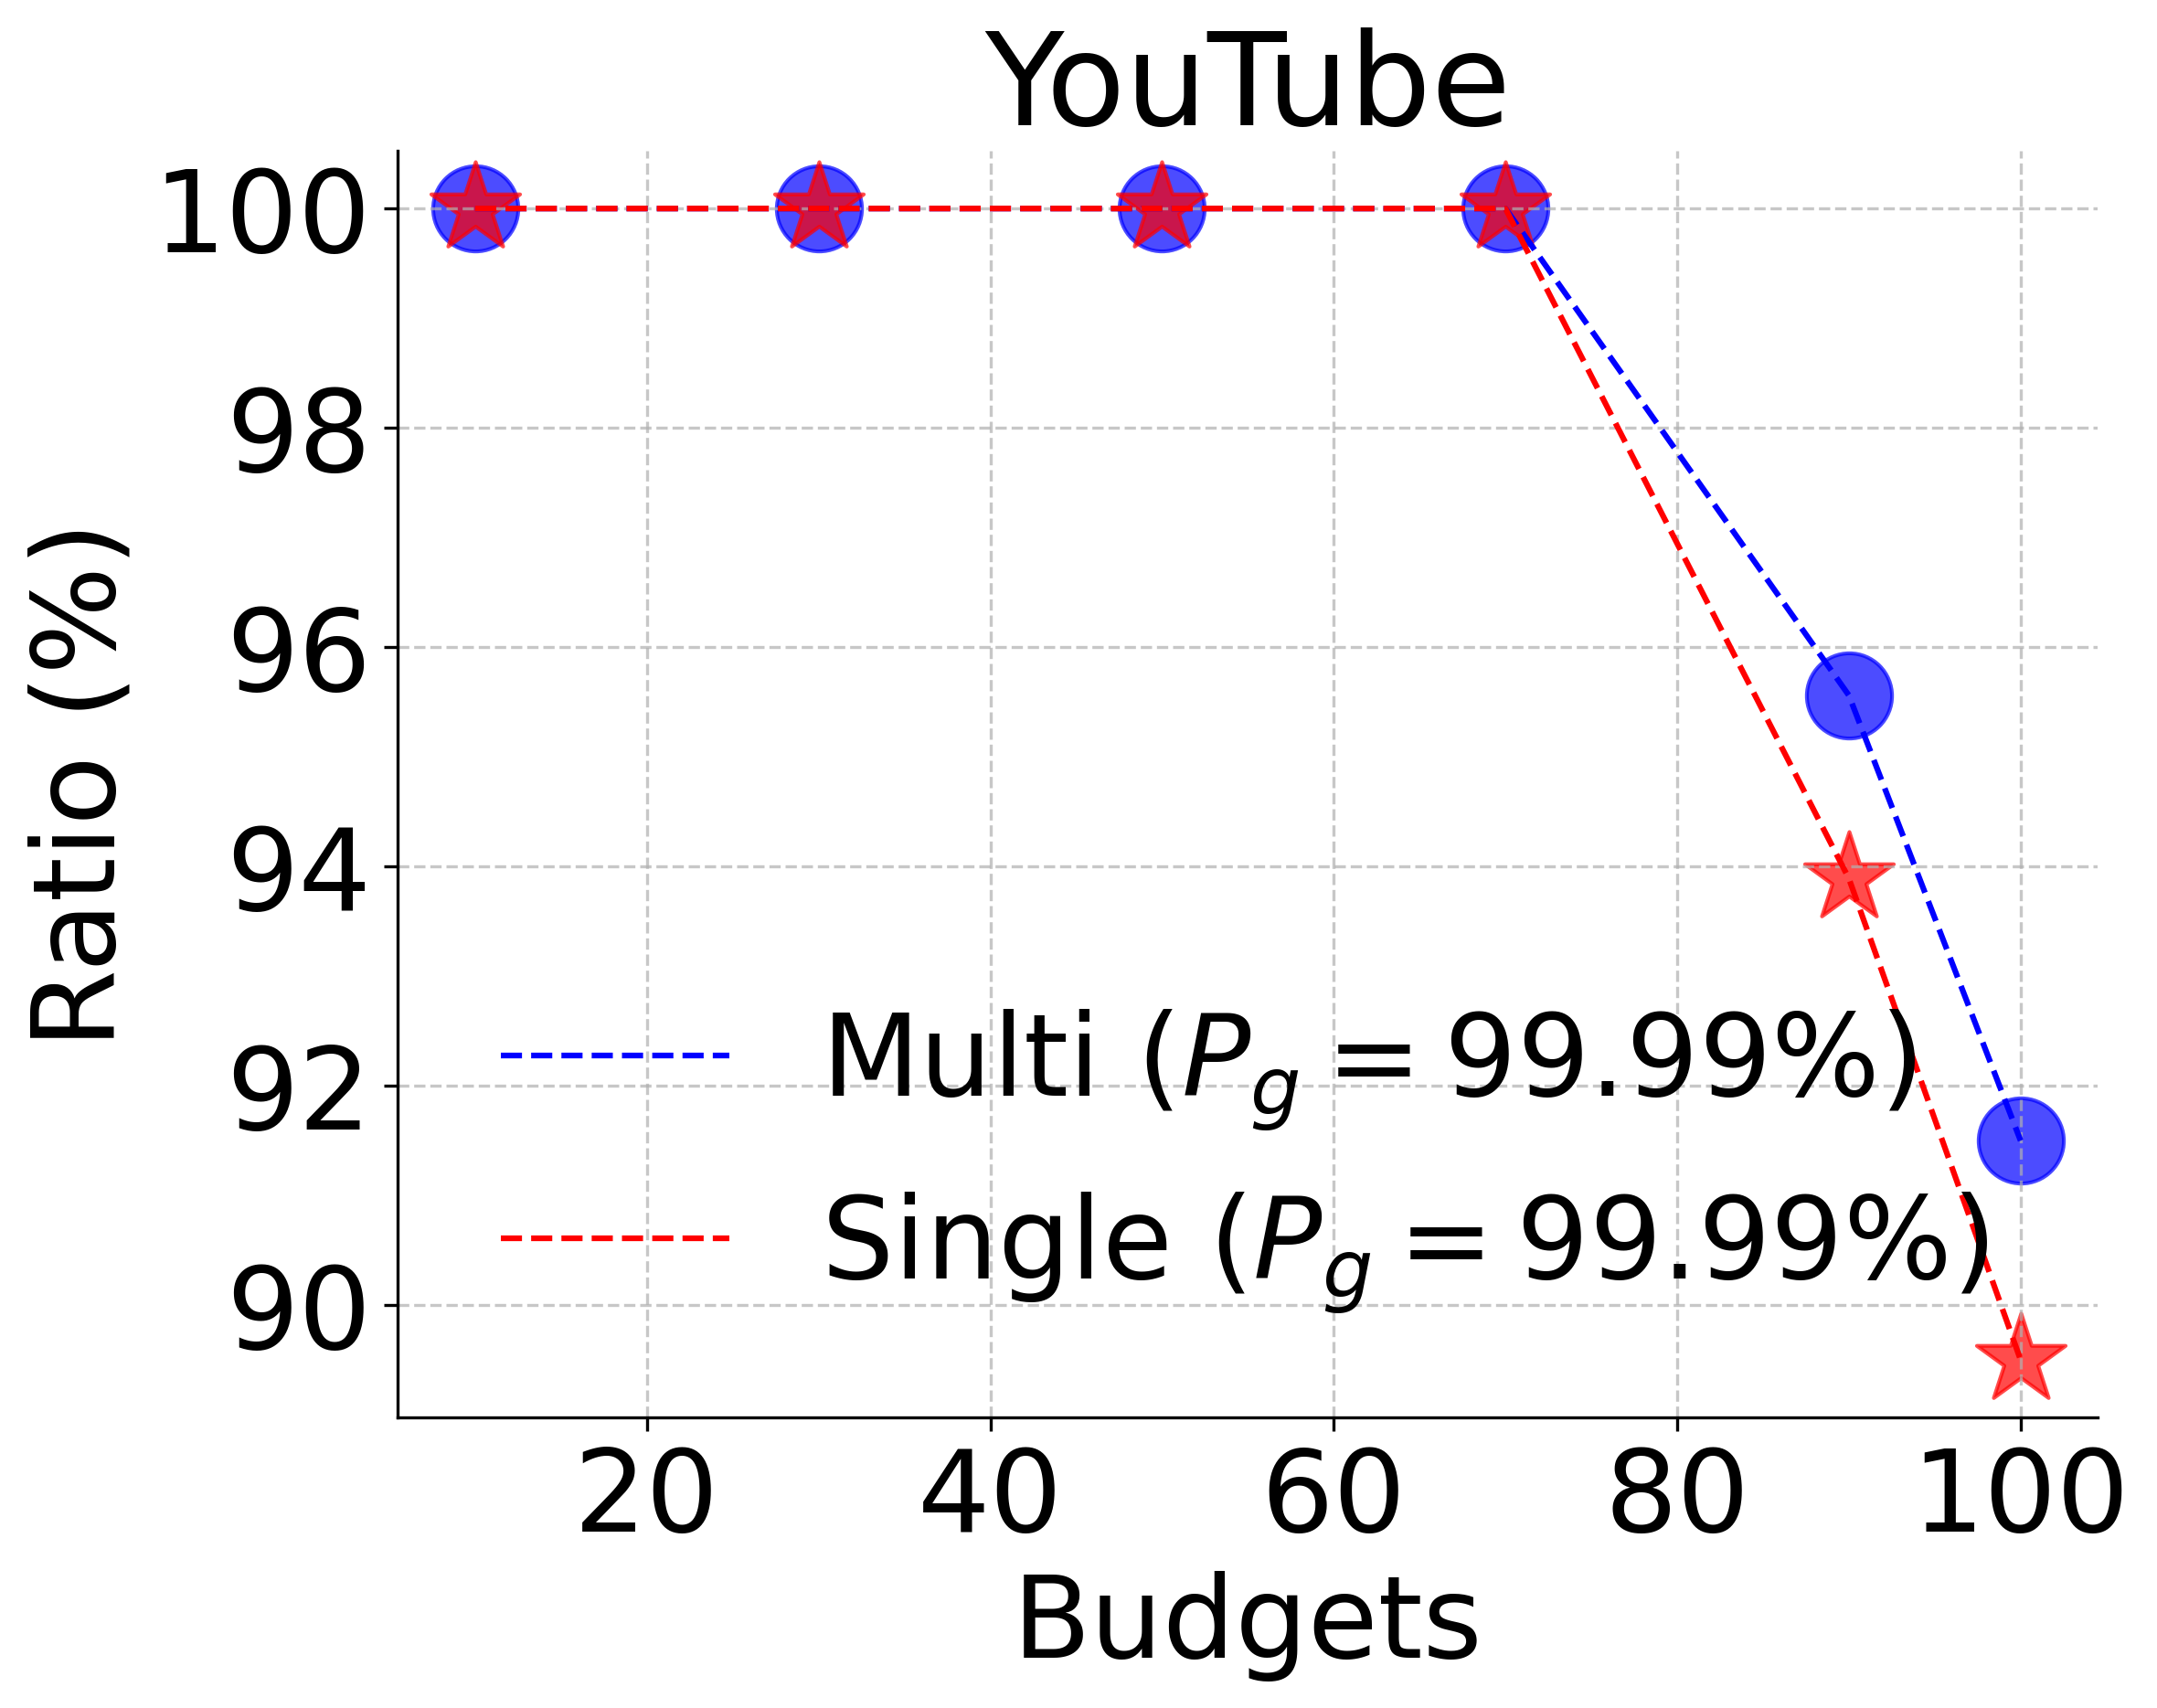 YouTube
Ratio (%)
100
98
96
94
92
90
Multi (P_g = 99.99%)
Single (P_g = 99.99%)
20 40 60 80 100
Budgets